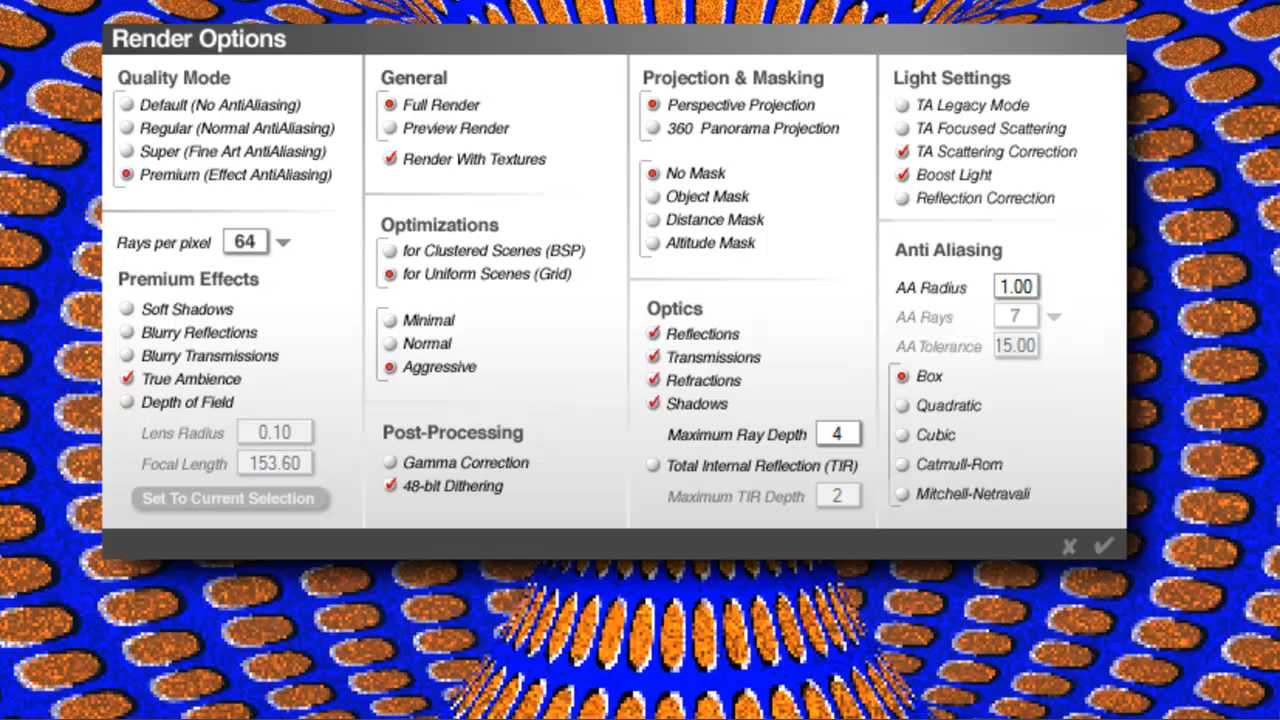 Render Options
Quality Mode
Default (No AntiAliasing)
Regular (Normal AntiAliasing)
Super (Fine Art AntiAliasing)
Premium (Effect AntiAliasing)
Rays per pixel 64
Premium Effects
Soft Shadows
Blurry Reflections
Blurry Transmissions
True Ambience
Depth of Field
Lens Radius 0.10
Focal Length 153.60
Set To Current Selection
General
Full Render
Preview Render
Render With Textures
Optimizations
for Clustered Scenes (BSP)
for Uniform Scenes (Grid)
Minimal
Normal
Aggressive
Post-Processing
Gamma Correction
48-bit Dithering
Projection & Masking
Perspective Projection
360 Panorama Projection
No Mask
Object Mask
Distance Mask
Altitude Mask
Optics
Reflections
Transmissions
Refractions
Shadows
Maximum Ray Depth 4
Total Internal Reflection (TIR)
Maximum TIR Depth 2
Light Settings
TA Legacy Mode
TA Focused Scattering
TA Scattering Correction
Boost Light
Reflection Correction
Anti Aliasing
AA Radius 1.00
AA Rays 7
AA Tolerance 15.00
Box
Quadratic
Cubic
Catmull-Rom
Mitchell-Netravali